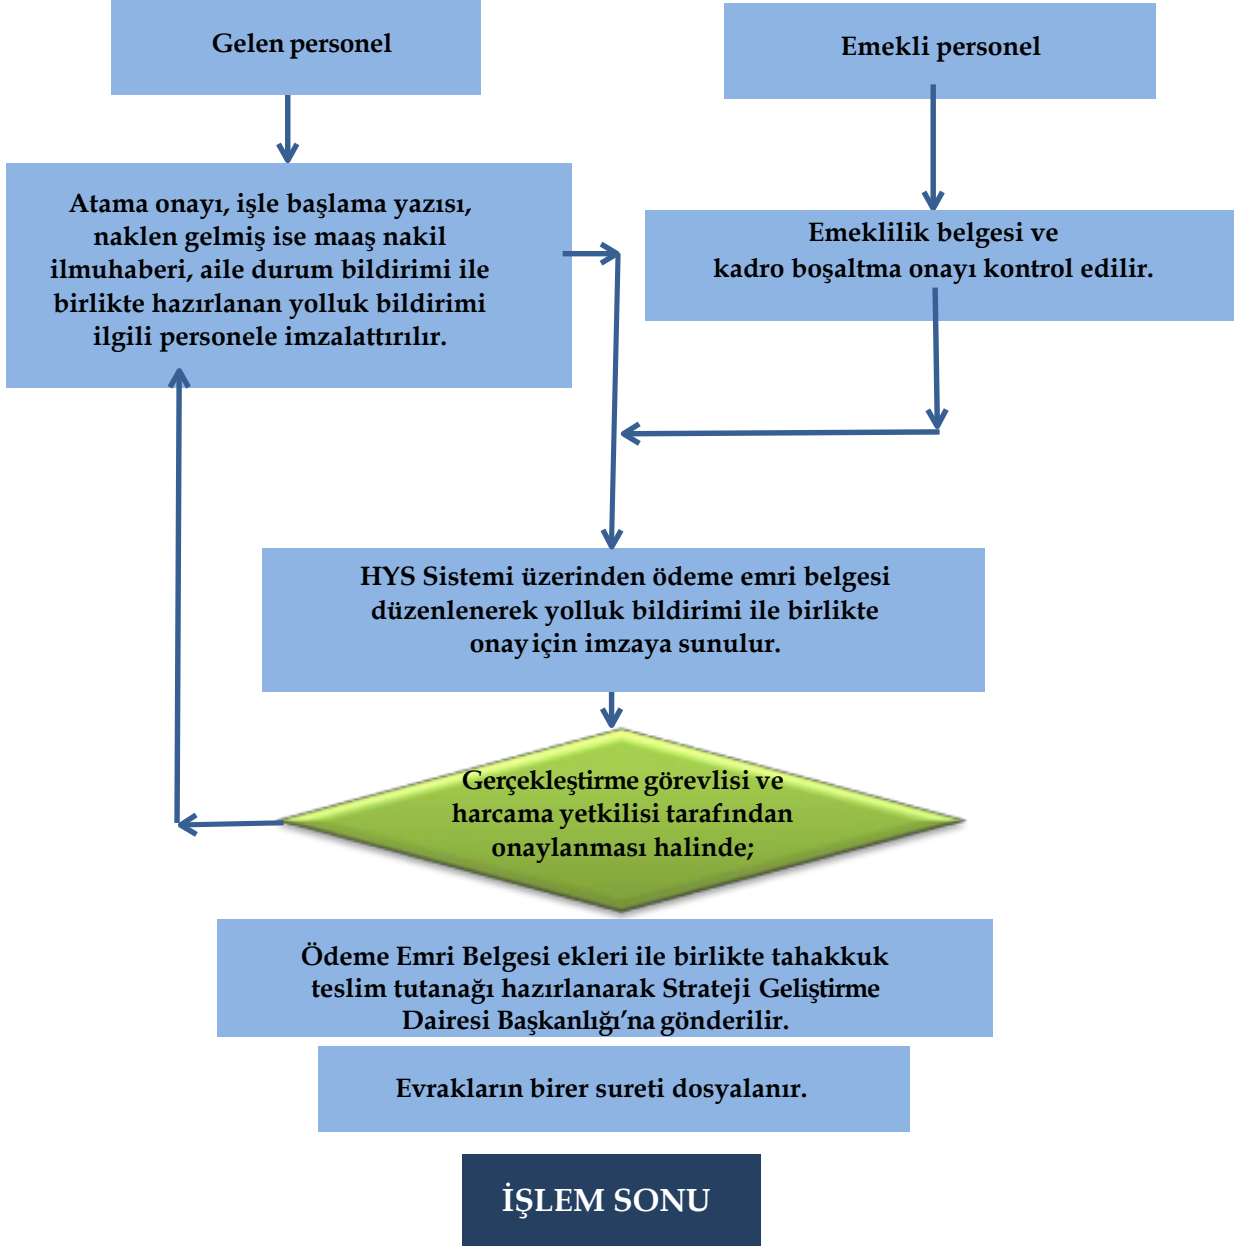 Gelen personel
Emekli personel
Atama onayı, işle başlama yazısı,
naklen gelmiş ise maaş nakil
ilmuhaberi, aile durum bildirimi ile
birlikte hazırlanan yolluk bildirimi
ilgili personele imzalattırılır.
Emeklilik belgesi ve
kadro boşaltma onayı kontrol edilir.
HYS Sistemi üzerinden ödeme emri belgesi
düzenlenerek yolluk bildirimi ile birlikte
onay için imzaya sunulur.
Gerçekleştirme görevlisi ve
harcama yetkilisi tarafından
onaylanması halinde;
Ödeme Emri Belgesi ekleri ile birlikte tahakkuk
teslim tutanağı hazırlanarak Strateji Geliştirme
Dairesi Başkanlığı’na gönderilir.
Evrakların birer sureti dosyalanır.
İŞLEM SONU